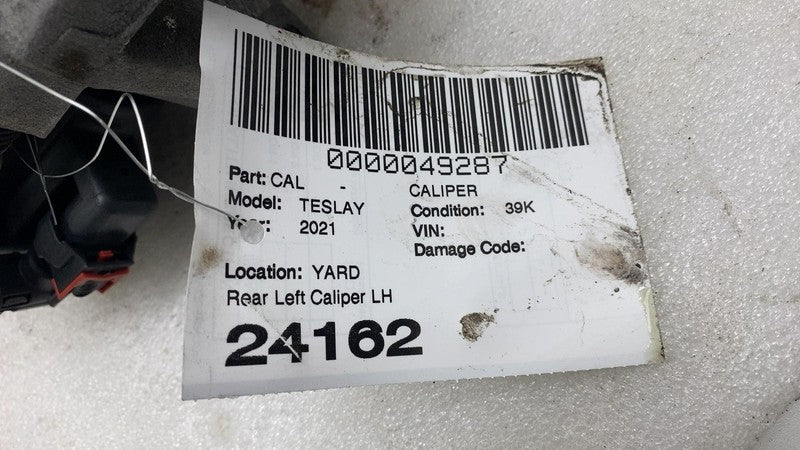 0000049287
Part: CAL - CALIPER
Model: TESLAY Condition: 39K
Year: 2021 VIN:
Damage Code:
Location: YARD
Rear Left Caliper LH
24162